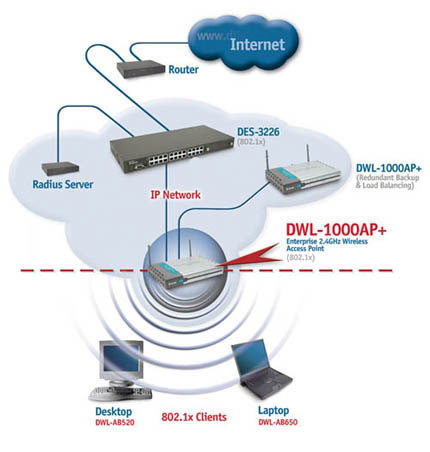 Internet
Router
DES-3226
(802.1x)
DWL-1000AP+
(Redundant Backup
& Load Balancing)
Radius Server
IP Network
DWL-1000AP+
Enterprise 2.4GHz Wireless
Access Point
(802.1x)
Desktop
DWL-AB520
802.1x Clients
Laptop
DWL-AB650